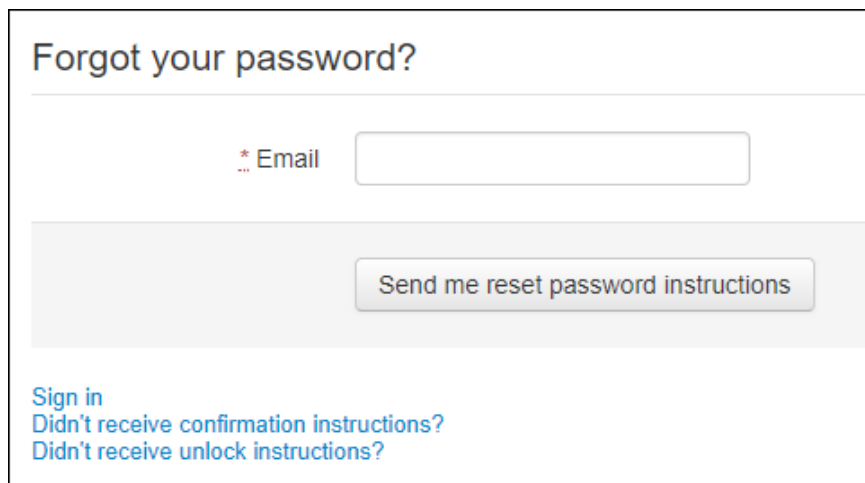 Forgot your password?
* Email
Send me reset password instructions
Sign in
Didn't receive confirmation instructions?
Didn't receive unlock instructions?